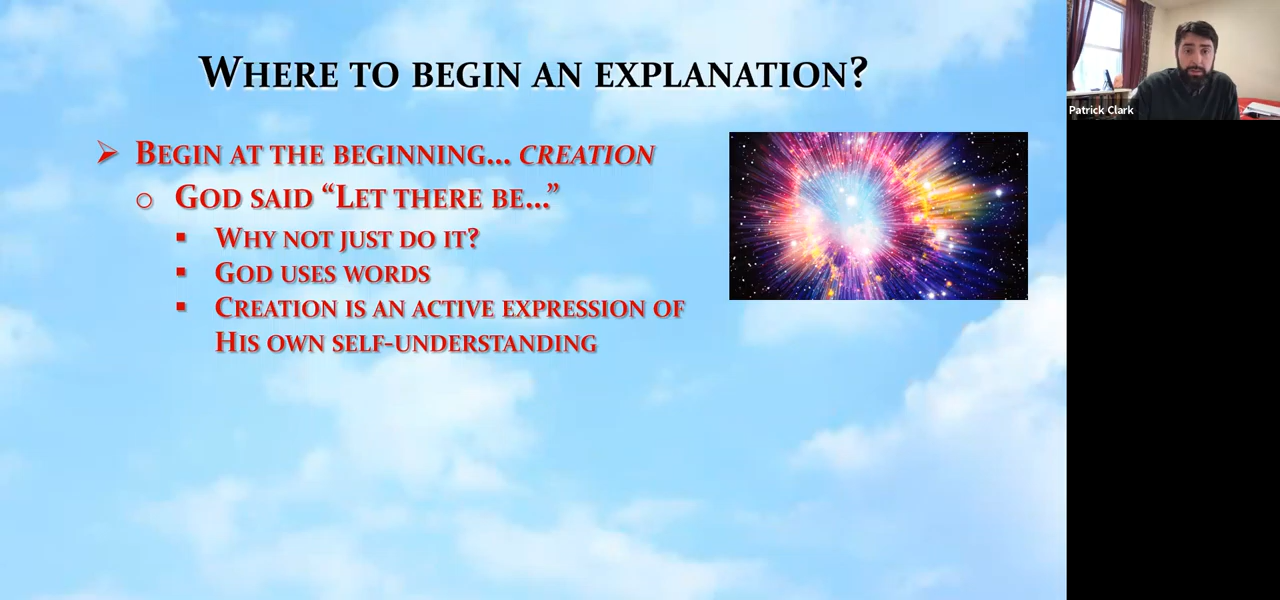 Where to begin an explanation?
Begin at the beginning... creation
God said “Let there be...”
Why not just do it?
God uses words
Creation is an active expression of
His own self-understanding
Patrick Clark